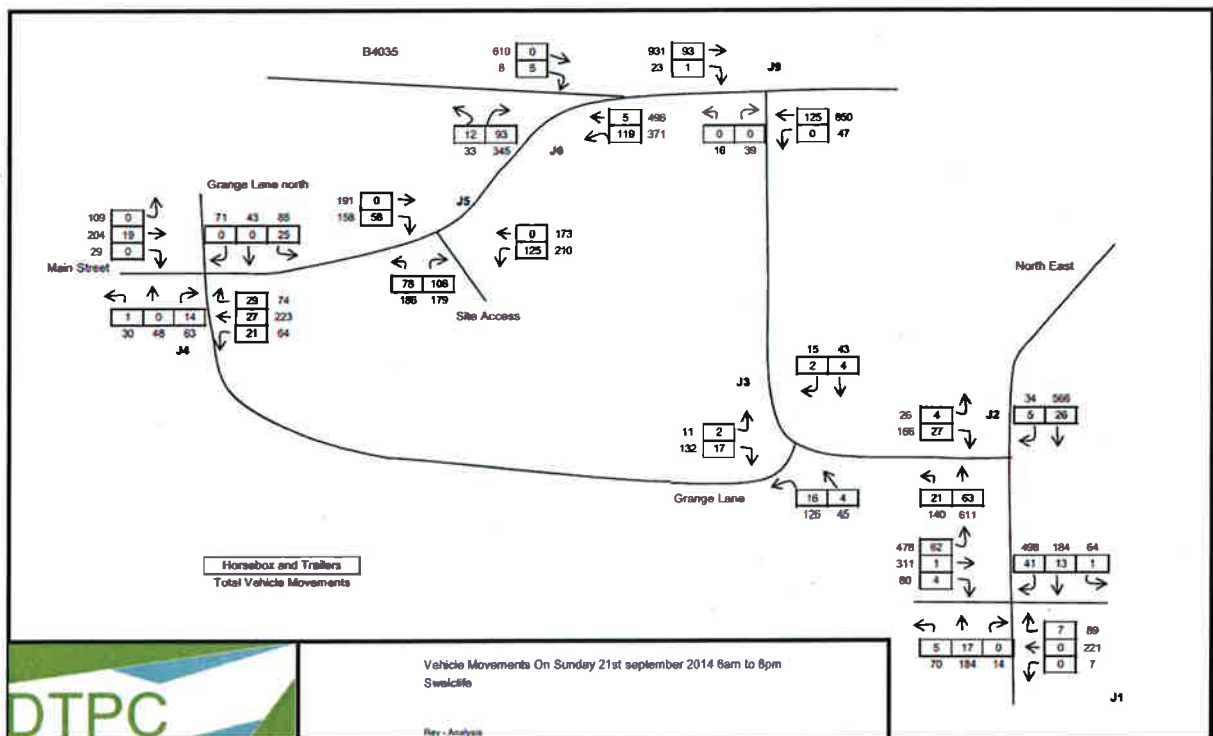 B4035
610 0
8 5
931 93
23 1
J9
12 93
33 345
J6
5 496
119 371
0 0
16 39
125 850
0 47
Grange Lane north
109 0
204 19
29 0
71 43 85
0 0 25
191 0
158 58
J5
0 173
125 210
Main Street
78 106
186 179
Site Access
North East
1 0 14
30 48 63
29 74
27 223
21 64
J4
15 43
2 4
J3
11 2
132 17
26 4
166 27
J2
34 566
5 26
Grange Lane
16 4
126 45
21 63
140 611
478 62
311 1
60 4
498 184 64
41 13 1
Horsebox and Trailers
Total Vehicle Movements
5 17 0
70 184 14
7 89
0 221
0 7
J1
Vehicle Movements On Sunday 21st september 2014 6am to 6pm
Swalcliffe
DTPC
Rev - Analysis